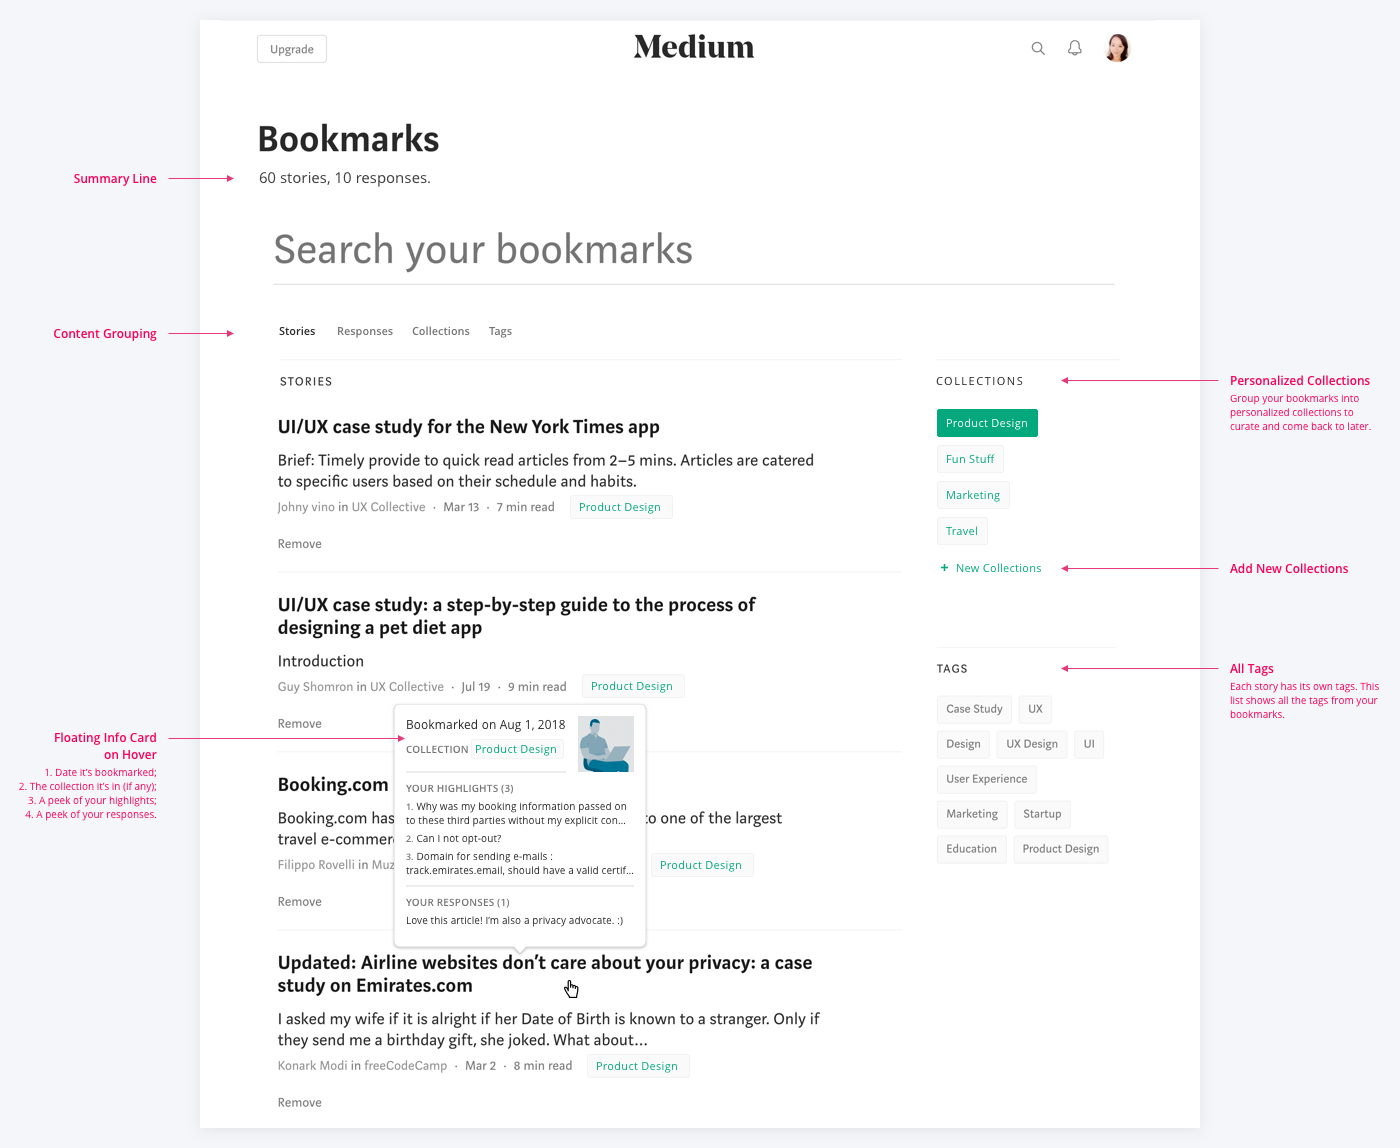 Upgrade
Medium
Bookmarks
Summary Line
60 stories, 10 responses.
Search your bookmarks
Content Grouping
Stories Responses Collections Tags
STORIES
UI/UX case study for the New York Times app
Brief: Timely provide to quick read articles from 2–5 mins. Articles are catered
to specific users based on their schedule and habits.
Johny vino in UX Collective · Mar 13 · 7 min read Product Design
Remove
UI/UX case study: a step-by-step guide to the process of
designing a pet diet app
Introduction
Guy Shomron in UX Collective · Jul 19 · 9 min read Product Design
Remove
Floating Info Card
on Hover
1. Date it's bookmarked;
2. The collection it's in (if any);
3. A peek of your highlights;
4. A peek of your responses.
Bookmarked on Aug 1, 2018
COLLECTION Product Design
YOUR HIGHLIGHTS (3)
1. Why was my booking information passed on
to these third parties without my explicit con...
2. Can I not opt-out?
3. Domain for sending e-mails :
track.emirates.email, should have a valid certif...
YOUR RESPONSES (1)
Love this article! I'm also a privacy advocate. :)
Booking.com
Booking.com has to one of the largest
travel e-commer
Filippo Rovelli in Muz Product Design
Remove
Updated: Airline websites don’t care about your privacy: a case
study on Emirates.com
I asked my wife if it is alright if her Date of Birth is known to a stranger. Only if
they send me a birthday gift, she joked. What about…
Konark Modi in freeCodeCamp · Mar 2 · 8 min read Product Design
Remove
COLLECTIONS
Product Design
Fun Stuff
Marketing
Travel
+ New Collections
Personalized Collections
Group your bookmarks into
personalized collections to
curate and come back to later.
Add New Collections
TAGS
Case Study UX
Design UX Design UI
User Experience
Marketing Startup
Education Product Design
All Tags
Each story has its own tags. This
list shows all the tags from your
bookmarks.